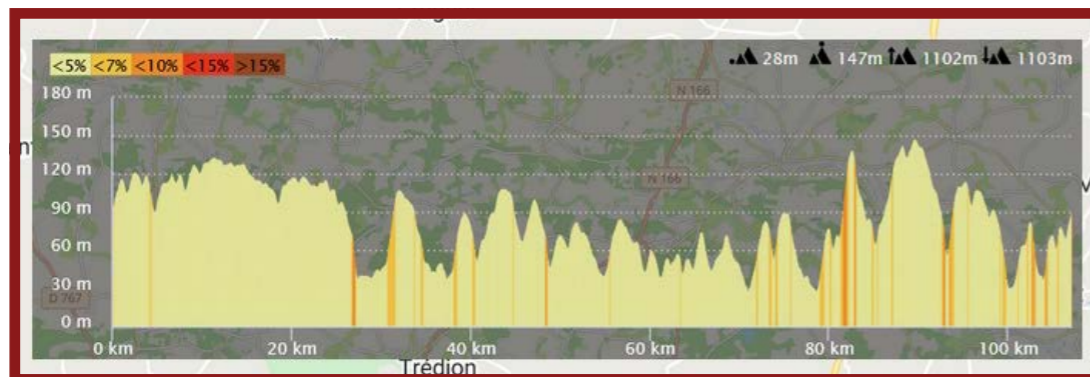 <5% <7% <10% <15% >15%
28m 147m 1102m 1103m
180 m
150 m
120 m
90 m
60 m
30 m
0 m
N 166
N 166
D 767
0 km 20 km 40 km 60 km 80 km 100 km
Trédion